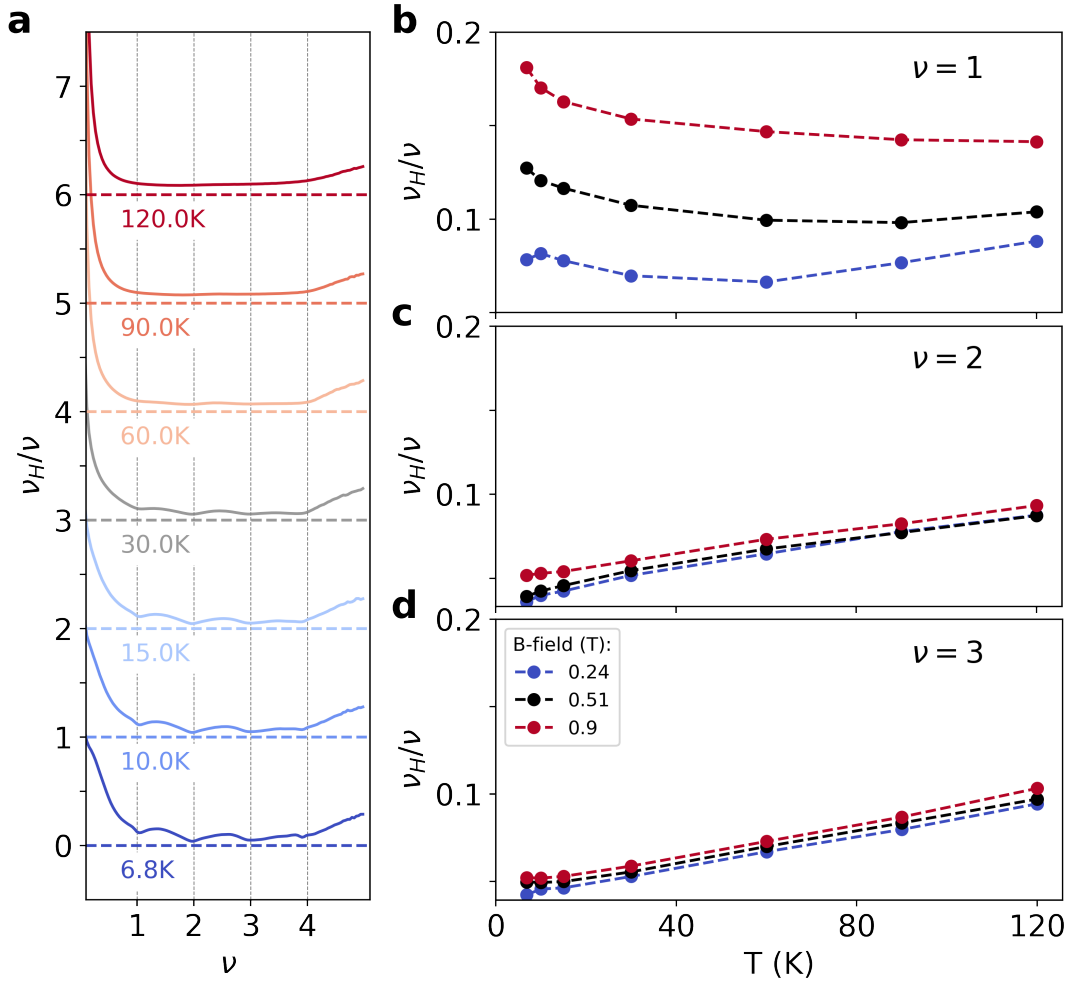 a
7
6
5
4
3
2
1
0
120.0K
90.0K
60.0K
30.0K
15.0K
10.0K
6.8K
ν_H/ν
1 2 3 4
ν
b
0.2
0.1
ν_H/ν
ν = 1
c
0.2
0.1
ν_H/ν
ν = 2
d
0.2
0.1
ν_H/ν
ν = 3
B-field (T):
0.24
0.51
0.9
0 40 80 120
T (K)